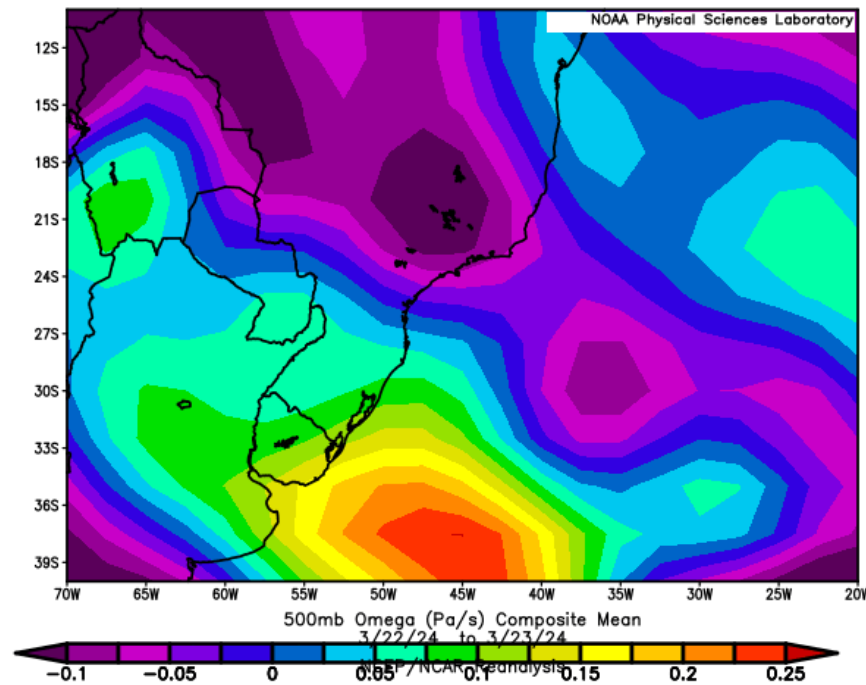 NOAA Physical Sciences Laboratory
12S
15S
18S
21S
24S
27S
30S
33S
36S
39S
70W 65W 60W 55W 50W 45W 40W 35W 30W 25W 20W
500mb Omega (Pa/s) Composite Mean
3/22/24 to 3/23/24
NCEP/NCAR Reanalysis
-0.1 -0.05 0 0.05 0.1 0.15 0.2 0.25